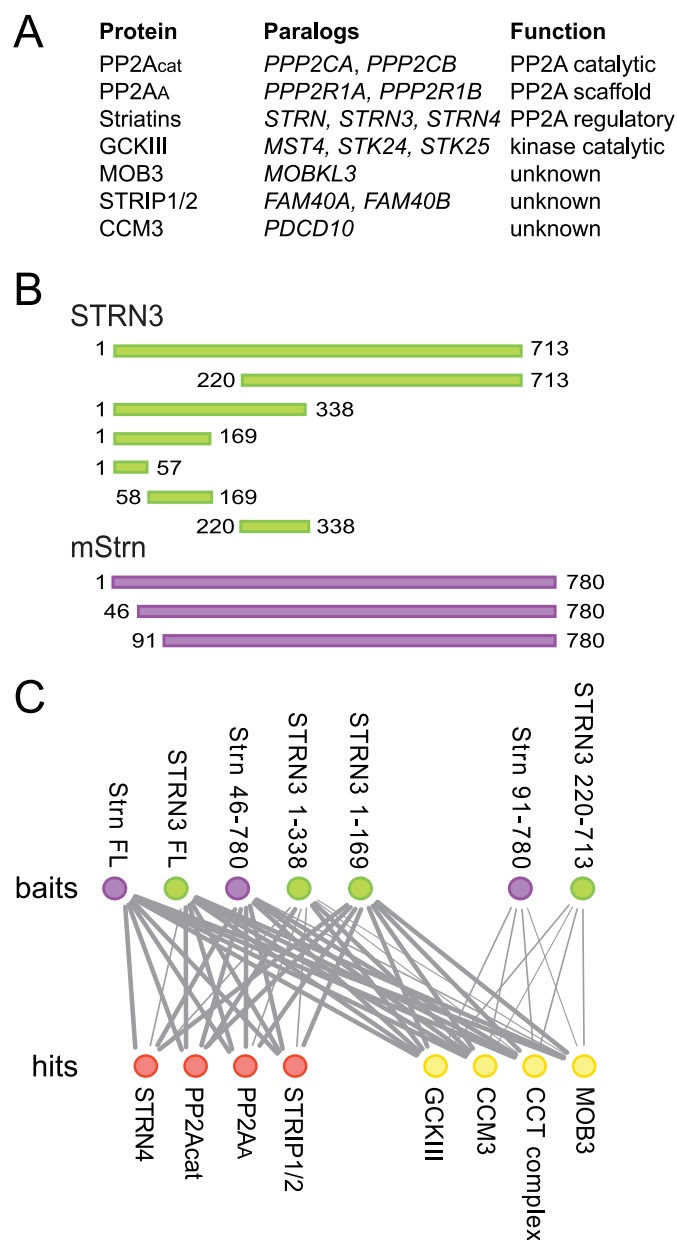 A
Protein Paralogs Function
PP2Acat PPP2CA, PPP2CB PP2A catalytic
PP2AA PPP2R1A, PPP2R1B PP2A scaffold
Striatins STRN, STRN3, STRN4 PP2A regulatory
GCKIII MST4, STK24, STK25 kinase catalytic
MOB3 MOBKL3 unknown
STRIP1/2 FAM40A, FAM40B unknown
CCM3 PDCD10 unknown
B
STRN3
1 713
220 713
1 338
1 169
1 57
58 169
220 338
mStrn
1 780
46 780
91 780
C
Strn FL
STRN3 FL
Strn 46-780
STRN3 1-338
STRN3 1-169
Strn 91-780
STRN3 220-713
baits
hits
STRN4
PP2Acat
PP2AA
STRIP1/2
GCKIII
CCM3
CCT complex
MOB3